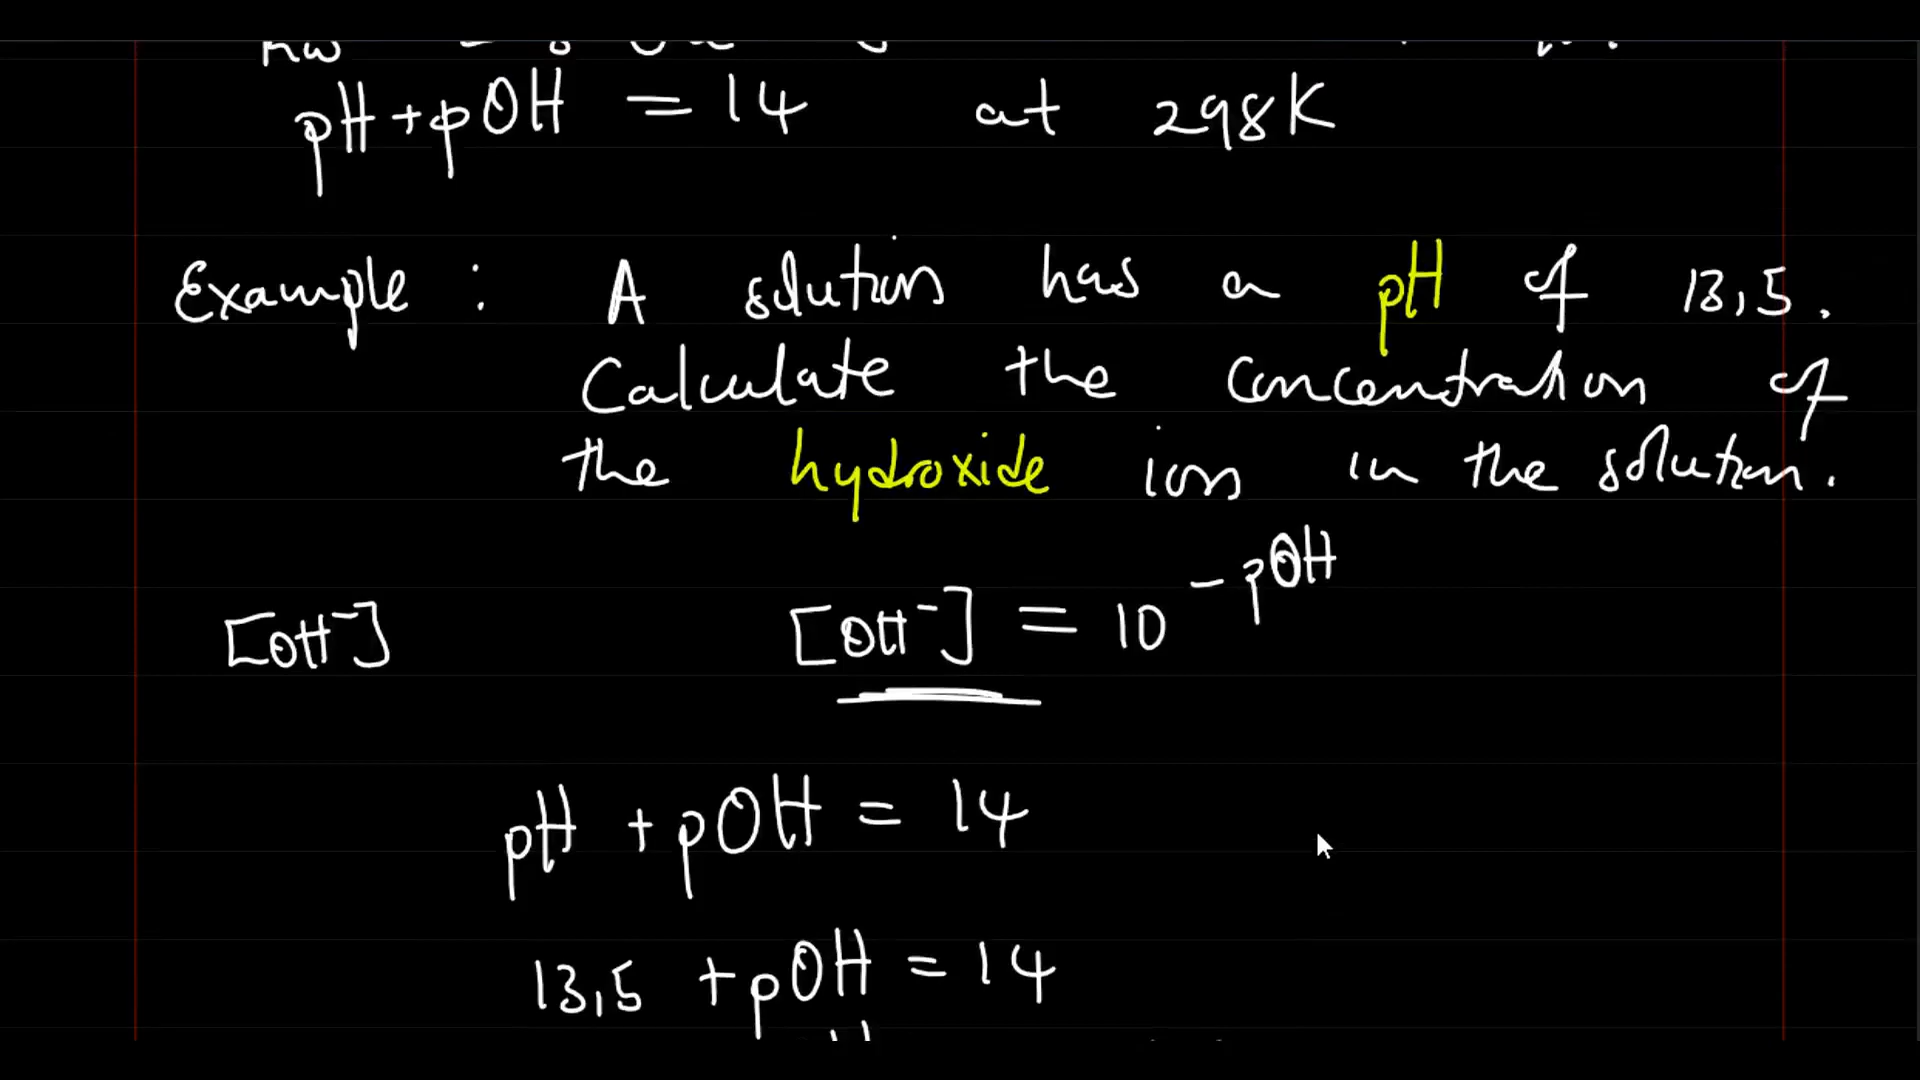 pH + pOH = 14 at 298K
Example : A solution has a pH of 13,5.
Calculate the concentration of
the hydroxide ion in the solution.
[OH⁻] [OH⁻] = 10^-pOH
pH + pOH = 14
13,5 + pOH = 14